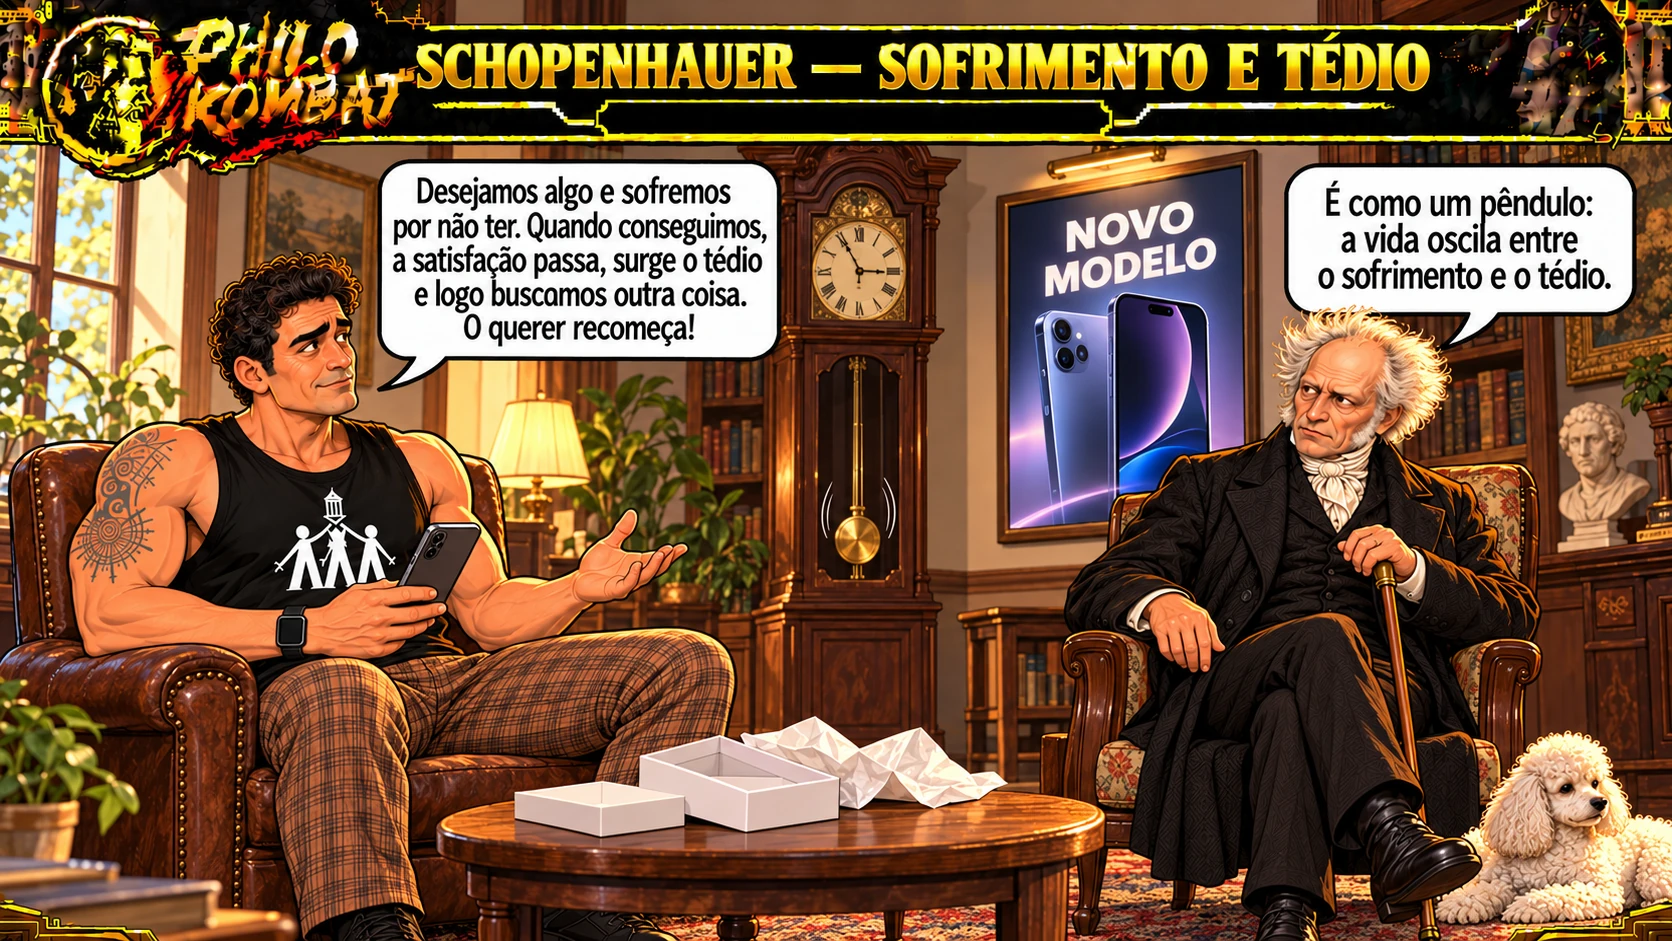 PHILO
KOMBAT
SCHOPENHAUER — SOFRIMENTO E TÉDIO
Desejamos algo e sofremos
por não ter. Quando conseguimos,
a satisfação passa, surge o tédio
e logo buscamos outra coisa.
O querer recomeça!
NOVO
MODELO
É como um pêndulo:
a vida oscila entre
o sofrimento e o tédio.